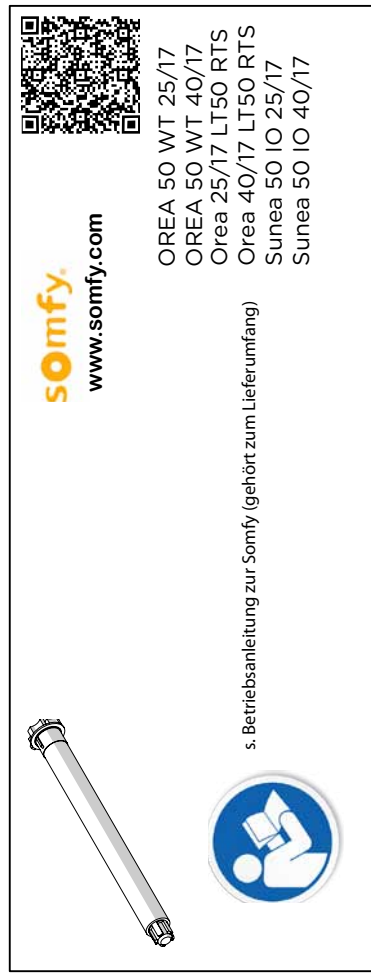 somfy.
www.somfy.com
OREA 50 WT 25/17
OREA 50 WT 40/17
Orea 25/17 LT50 RTS
Orea 40/17 LT50 RTS
Sunea 50 IO 25/17
Sunea 50 IO 40/17
s. Betriebsanleitung zur Somfy (gehört zum Lieferumfang)